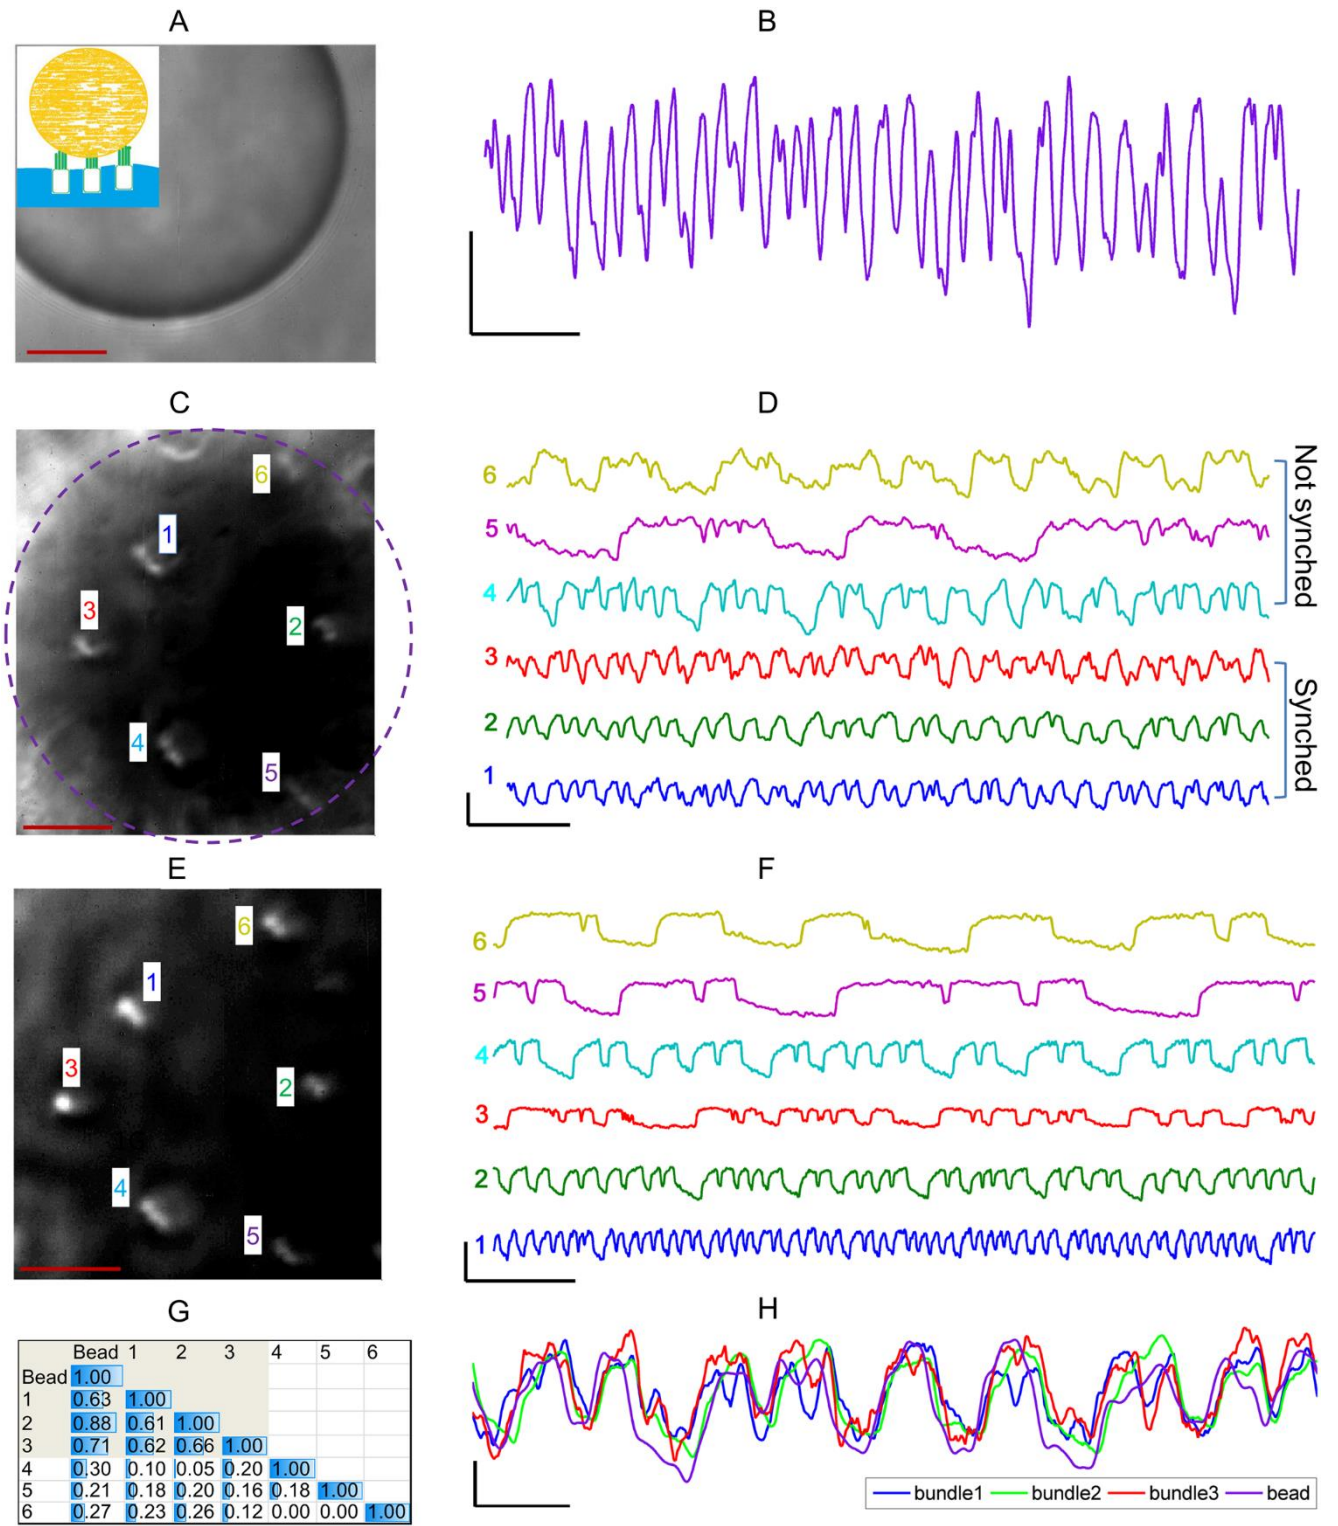 A
B
C
6
1
3
2
4
5
D
6
5
4
3
2
1
Not synched
Synched
E
6
1
3
2
4
5
F
6
5
4
3
2
1
G
Bead 1 2 3 4 5 6
Bead 1.00
1 0.63 1.00
2 0.88 0.61 1.00
3 0.71 0.62 0.66 1.00
4 0.30 0.10 0.05 0.20 1.00
5 0.21 0.18 0.20 0.16 0.18 1.00
6 0.27 0.23 0.26 0.12 0.00 0.00 1.00
H
bundle1 bundle2 bundle3 bead